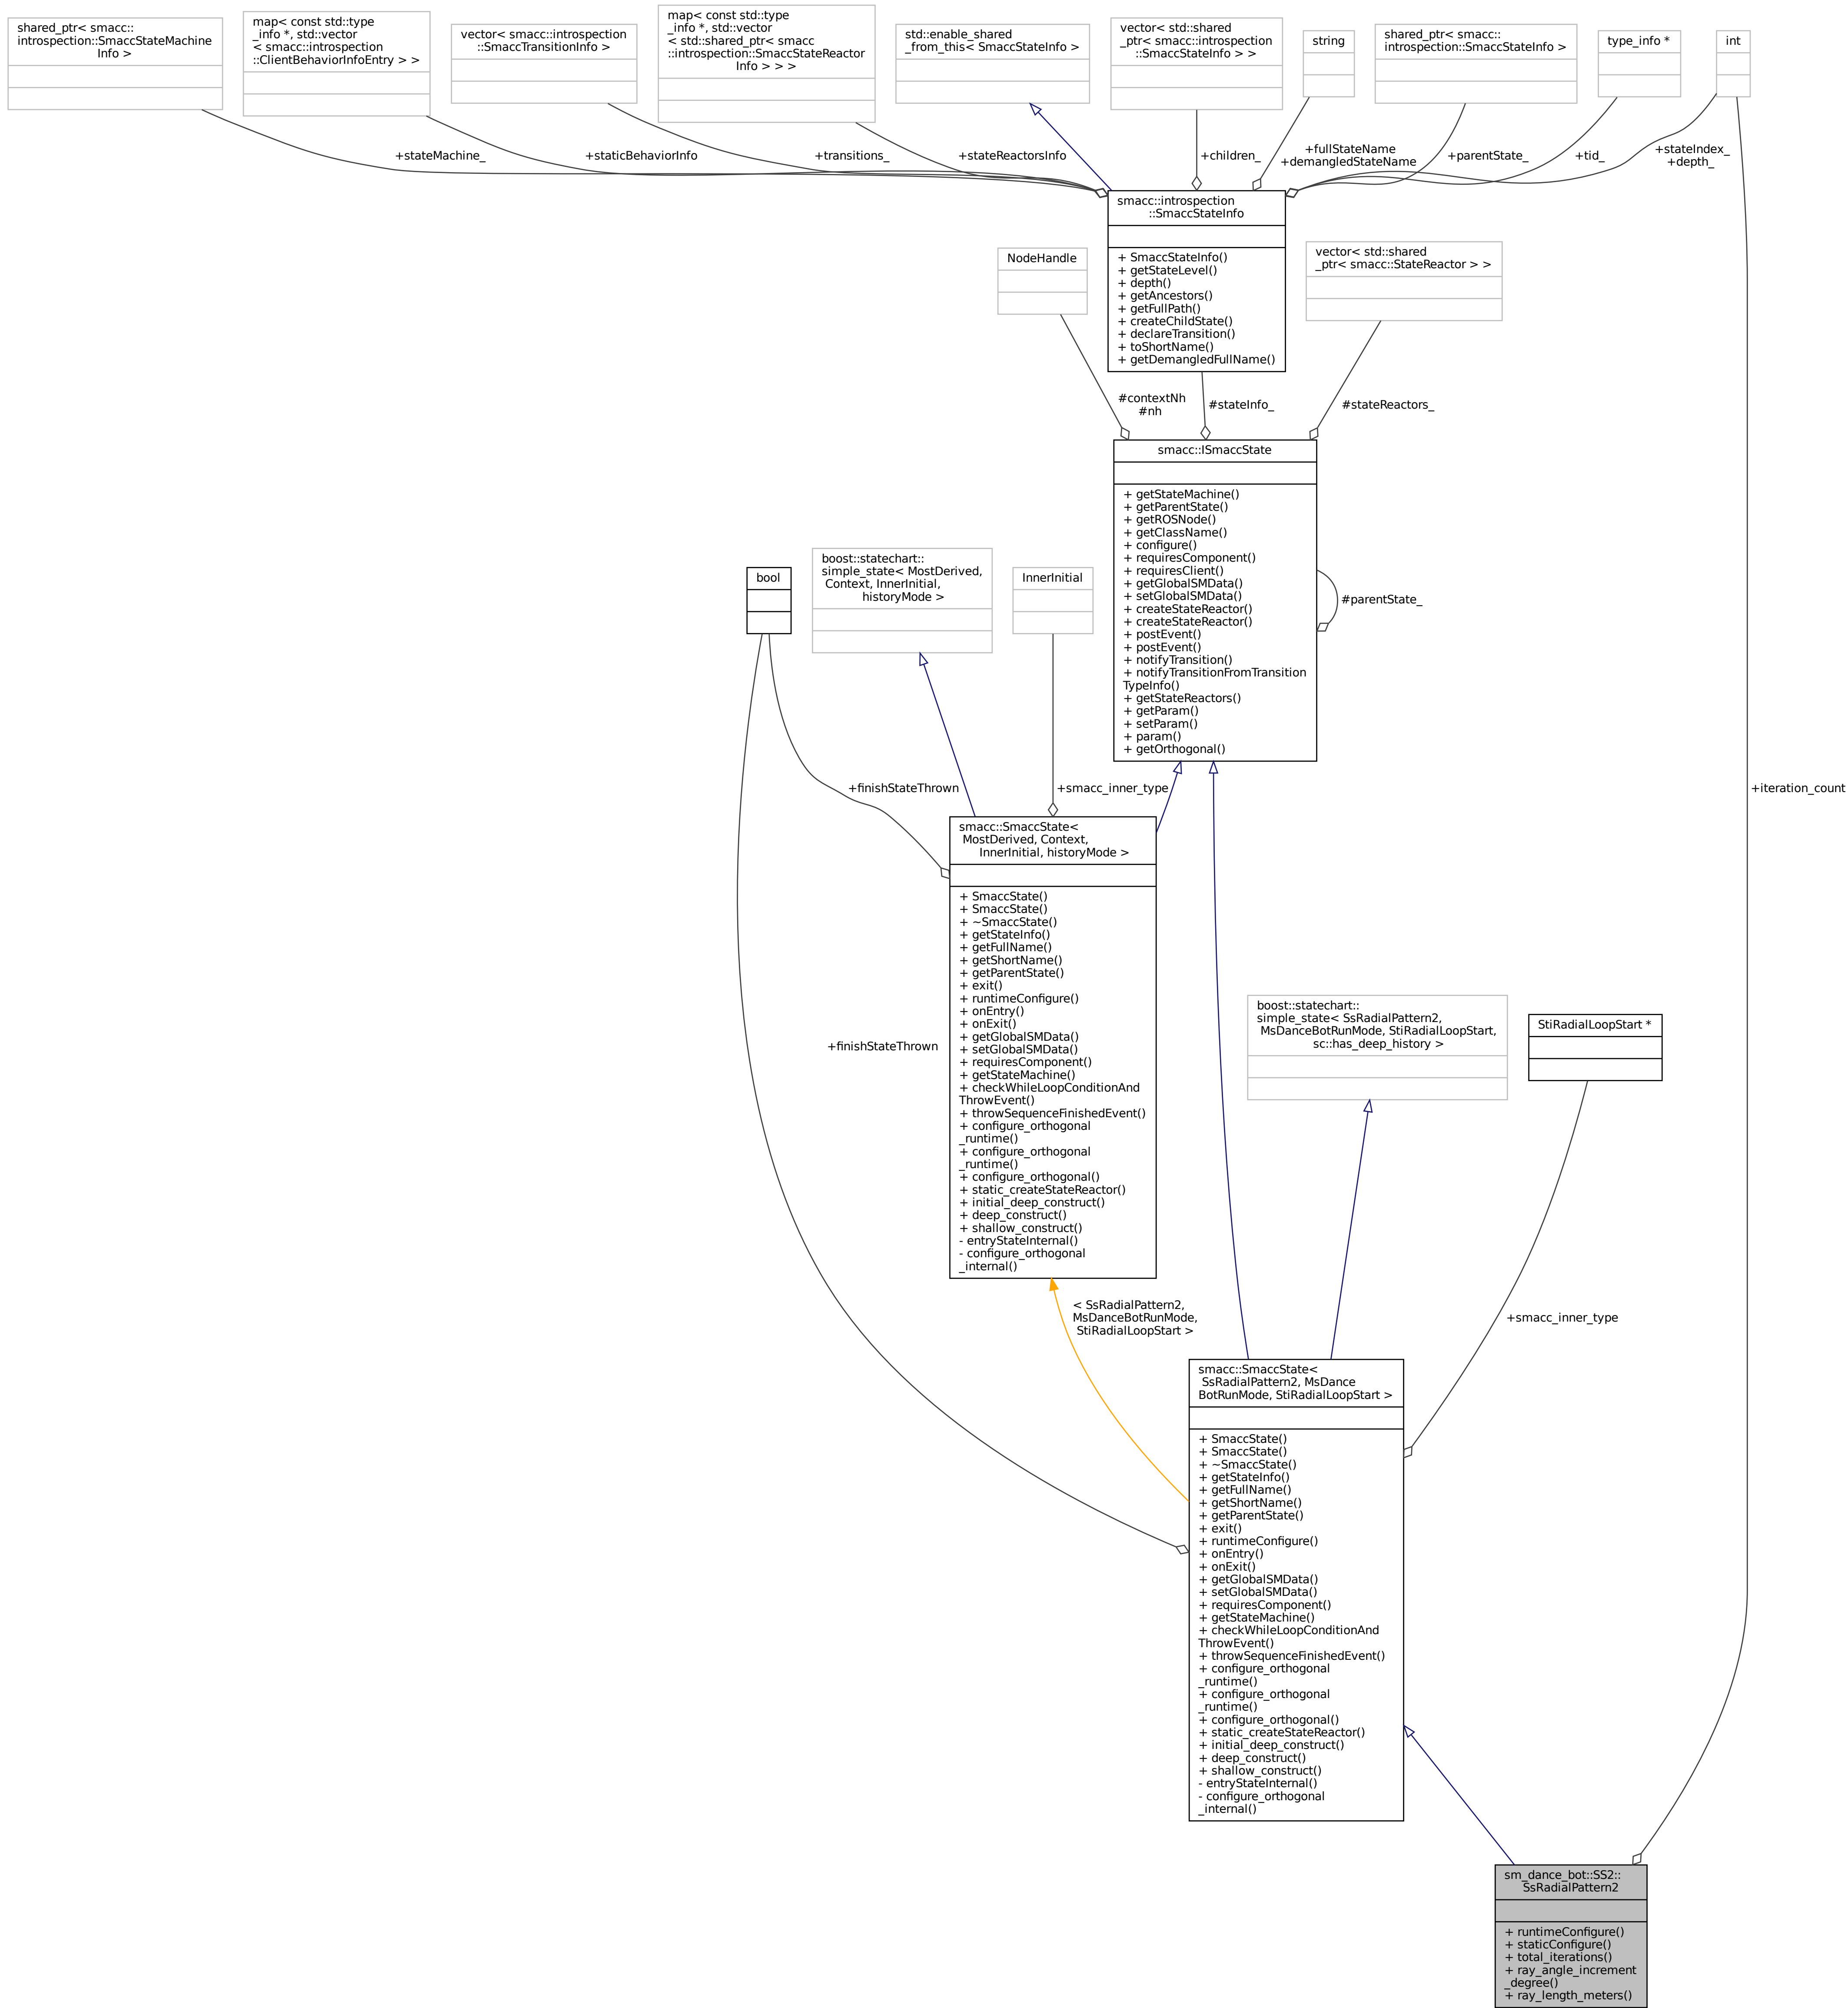 shared_ptr< smacc::
introspection::SmaccStateMachine
Info >
map< const std::type
_info *, std::vector
< smacc::introspection
::ClientBehaviorInfoEntry > >
vector< smacc::introspection
::SmaccTransitionInfo >
map< const std::type
_info *, std::vector
< std::shared_ptr< smacc
::introspection::SmaccStateReactor
Info > > >
std::enable_shared
_from_this< SmaccStateInfo >
vector< std::shared
_ptr< smacc::introspection
::SmaccStateInfo > >
string
shared_ptr< smacc::
introspection::SmaccStateInfo >
type_info *
int
+stateMachine_
+staticBehaviorInfo
+transitions_
+stateReactorsInfo
+children_
+fullStateName
+demangledStateName
+parentState_
+tid_
+stateIndex_
+depth_
smacc::introspection
::SmaccStateInfo
+ SmaccStateInfo()
+ getStateLevel()
+ depth()
+ getAncestors()
+ getFullPath()
+ createChildState()
+ declareTransition()
+ toShortName()
+ getDemangledFullName()
NodeHandle
vector< std::shared
_ptr< smacc::StateReactor > >
#contextNh
#nh
#stateInfo_
#stateReactors_
smacc::ISmaccState
+ getStateMachine()
+ getParentState()
+ getROSNode()
+ getClassName()
+ configure()
+ requiresComponent()
+ requiresClient()
+ getGlobalSMData()
+ setGlobalSMData()
+ createStateReactor()
+ createStateReactor()
+ postEvent()
+ postEvent()
+ notifyTransition()
+ notifyTransitionFromTransition
TypeInfo()
+ getStateReactors()
+ getParam()
+ setParam()
+ param()
+ getOrthogonal()
#parentState_
bool
boost::statechart::
simple_state< MostDerived,
Context, InnerInitial,
historyMode >
InnerInitial
+finishStateThrown
+smacc_inner_type
+iteration_count
smacc::SmaccState<
MostDerived, Context,
InnerInitial, historyMode >
+ SmaccState()
+ SmaccState()
+ ~SmaccState()
+ getStateInfo()
+ getFullName()
+ getShortName()
+ getParentState()
+ exit()
+ runtimeConfigure()
+ onEntry()
+ onExit()
+ getGlobalSMData()
+ setGlobalSMData()
+ requiresComponent()
+ getStateMachine()
+ checkWhileLoopConditionAnd
ThrowEvent()
+ throwSequenceFinishedEvent()
+ configure_orthogonal
_runtime()
+ configure_orthogonal
_runtime()
+ configure_orthogonal()
+ static_createStateReactor()
+ initial_deep_construct()
+ deep_construct()
+ shallow_construct()
- entryStateInternal()
- configure_orthogonal
_internal()
+finishStateThrown
boost::statechart::
simple_state< SsRadialPattern2,
MsDanceBotRunMode, StiRadialLoopStart,
sc::has_deep_history >
StiRadialLoopStart *
< SsRadialPattern2,
MsDanceBotRunMode,
StiRadialLoopStart >
+smacc_inner_type
smacc::SmaccState<
SsRadialPattern2, MsDance
BotRunMode, StiRadialLoopStart >
+ SmaccState()
+ SmaccState()
+ ~SmaccState()
+ getStateInfo()
+ getFullName()
+ getShortName()
+ getParentState()
+ exit()
+ runtimeConfigure()
+ onEntry()
+ onExit()
+ getGlobalSMData()
+ setGlobalSMData()
+ requiresComponent()
+ getStateMachine()
+ checkWhileLoopConditionAnd
ThrowEvent()
+ throwSequenceFinishedEvent()
+ configure_orthogonal
_runtime()
+ configure_orthogonal
_runtime()
+ configure_orthogonal()
+ static_createStateReactor()
+ initial_deep_construct()
+ deep_construct()
+ shallow_construct()
- entryStateInternal()
- configure_orthogonal
_internal()
sm_dance_bot::SS2::
SsRadialPattern2
+ runtimeConfigure()
+ staticConfigure()
+ total_iterations()
+ ray_angle_increment
_degree()
+ ray_length_meters()